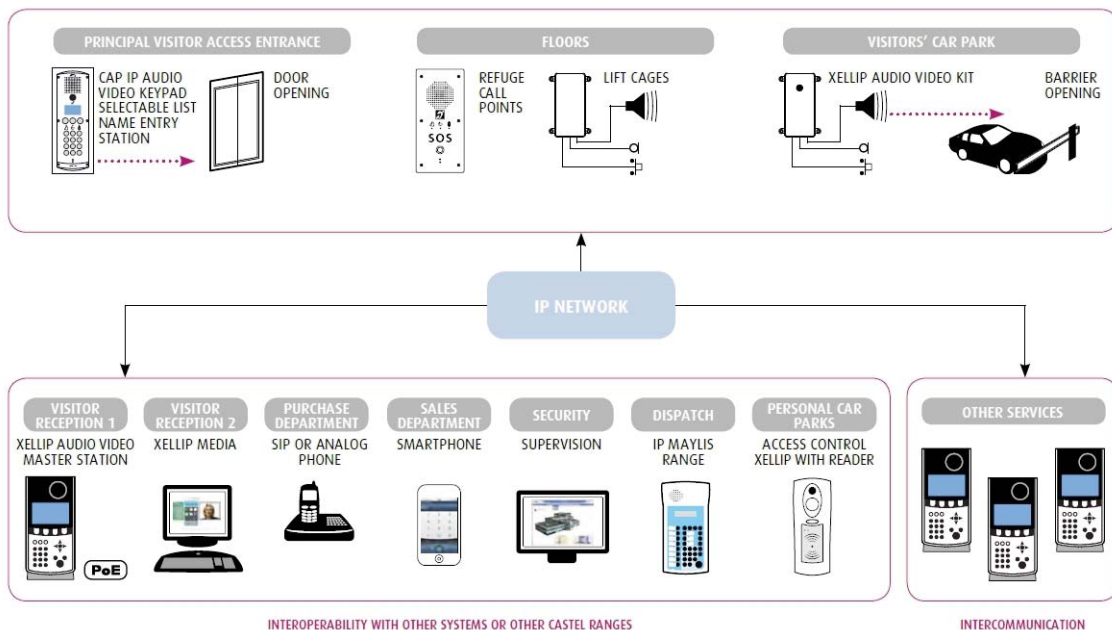 PRINCIPAL VISITOR ACCESS ENTRANCE
CAP IP AUDIO
VIDEO KEYPAD
SELECTABLE LIST
NAME ENTRY
STATION
DOOR
OPENING
FLOORS
REFUGE
CALL
POINTS
SOS
LIFT CAGES
VISITORS' CAR PARK
XELLIP AUDIO VIDEO KIT
BARRIER
OPENING
IP NETWORK
VISITOR
RECEPTION 1
XELLIP AUDIO VIDEO
MASTER STATION
PoE
VISITOR
RECEPTION 2
XELLIP MEDIA
PURCHASE
DEPARTMENT
SIP OR ANALOG
PHONE
SALES
DEPARTMENT
SMARTPHONE
SECURITY
SUPERVISION
DISPATCH
IP MAYLIS
RANGE
PERSONAL CAR
PARKS
ACCESS CONTROL
XELLIP WITH READER
OTHER SERVICES
INTEROPERABILITY WITH OTHER SYSTEMS OR OTHER CASTEL RANGES
INTERCOMMUNICATION